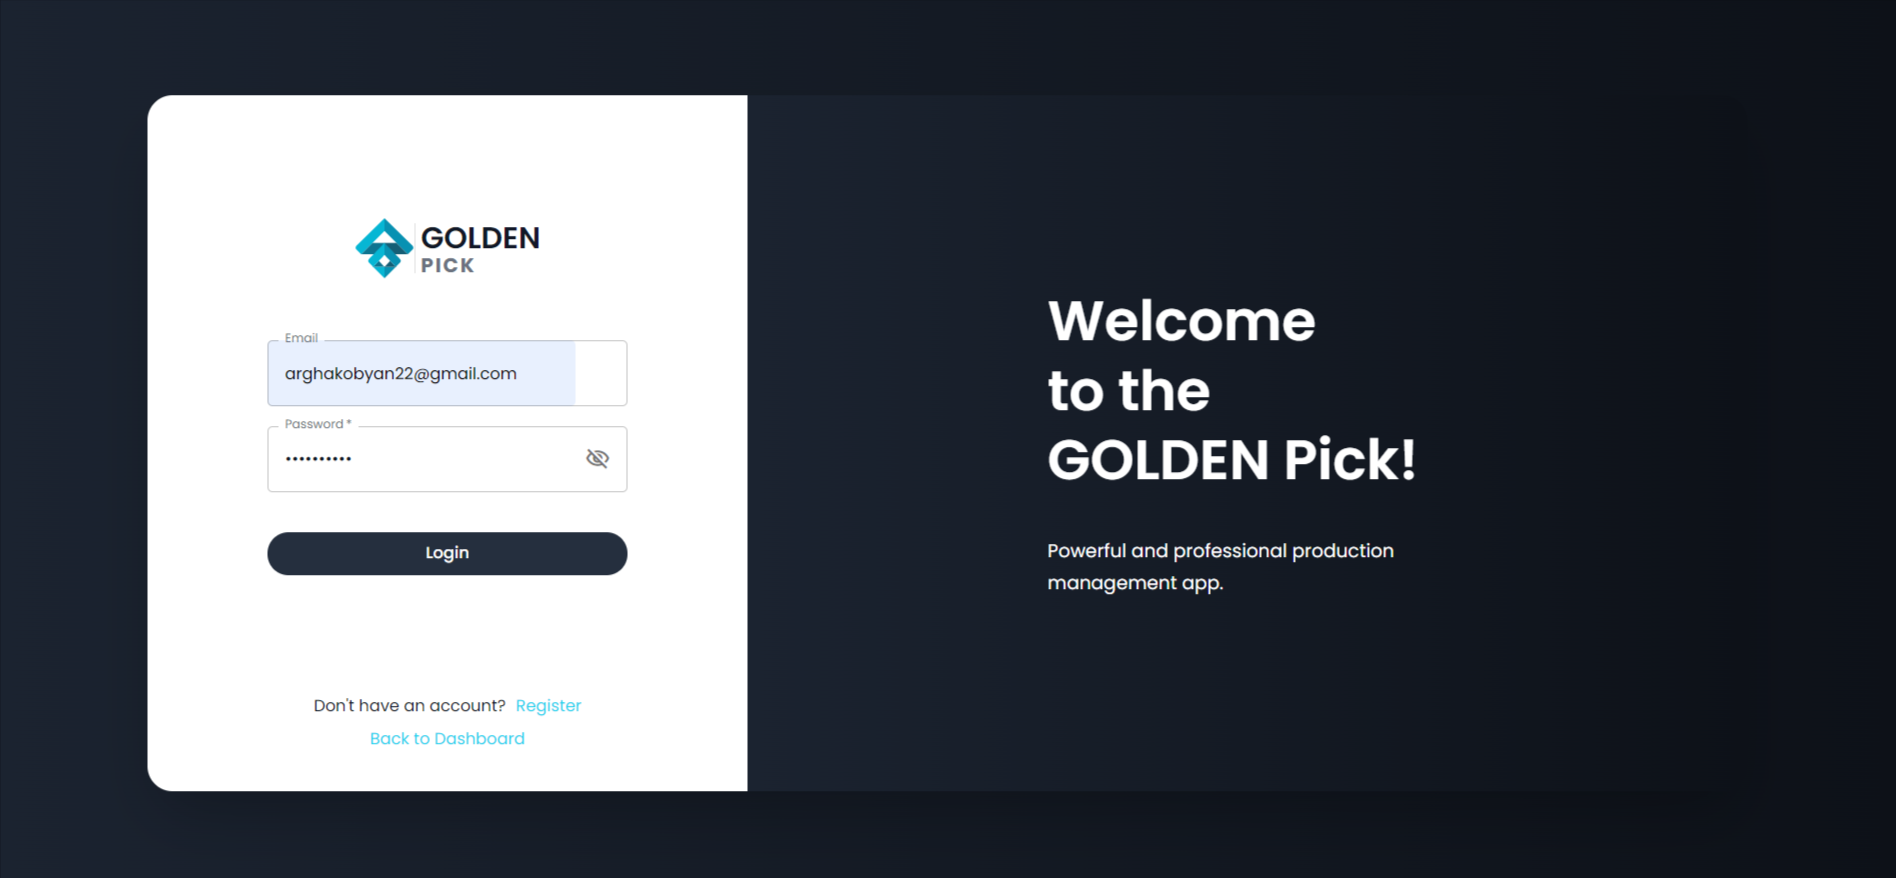 GOLDEN
PICK
Email
arghakobyan22@gmail.com
Password *
••••••••••
Login
Don't have an account? Register
Back to Dashboard
Welcome
to the
GOLDEN Pick!
Powerful and professional production
management app.